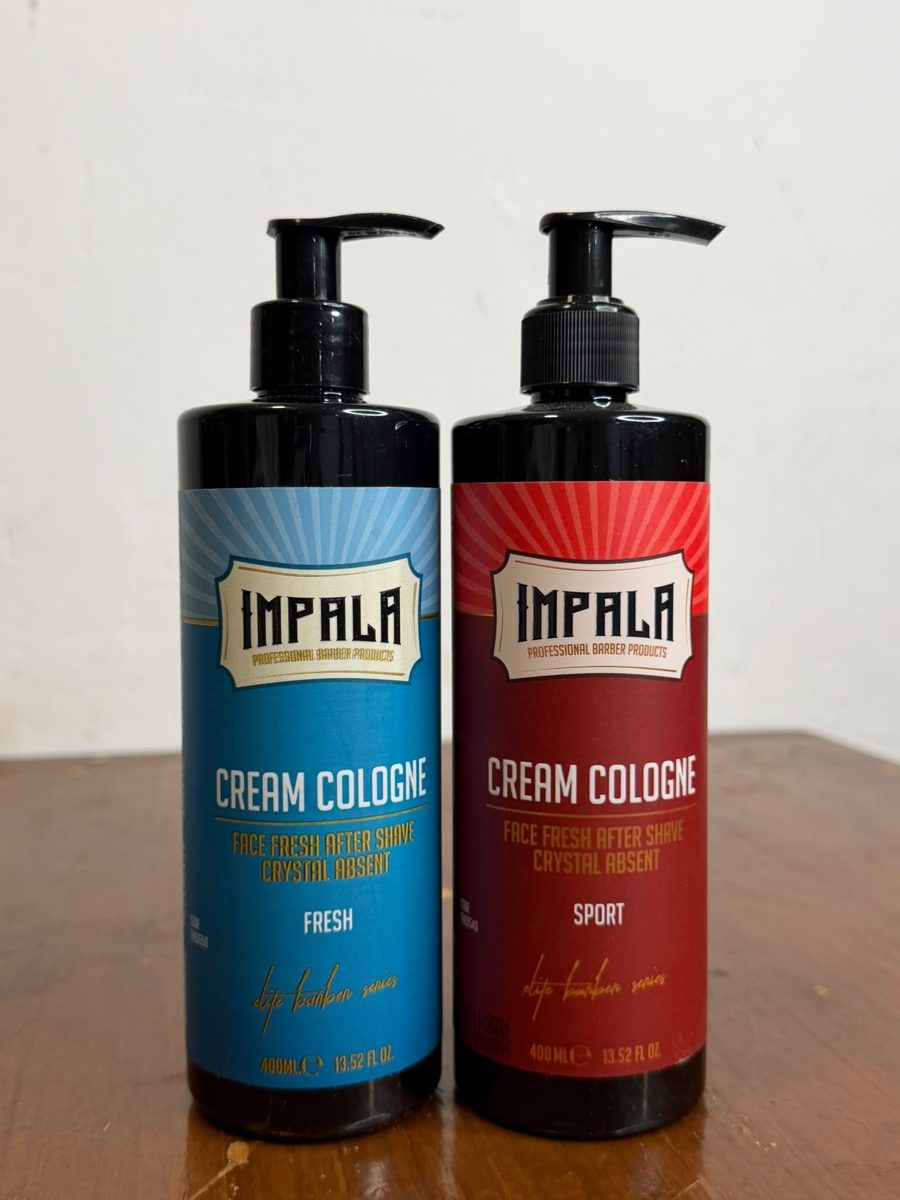 IMPALA
PROFESSIONAL BARBER PRODUCTS
CREAM COLOGNE
FACE FRESH AFTER SHAVE
CRYSTAL ABSENT
FRESH
CODE
elite barber series
400ML e 13.52 FL OZ.
IMPALA
PROFESSIONAL BARBER PRODUCTS
CREAM COLOGNE
FACE FRESH AFTER SHAVE
CRYSTAL ABSENT
SPORT
CODE
elite barber series
400 ML e 13.52 FL OZ.